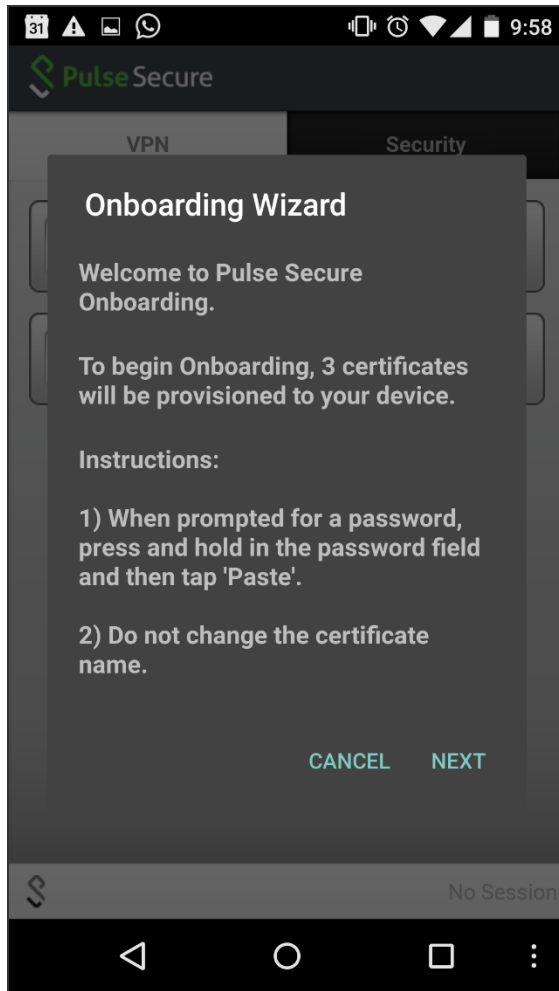 31
9:58
Pulse Secure
VPN
Security
Onboarding Wizard
Welcome to Pulse Secure
Onboarding.
To begin Onboarding, 3 certificates
will be provisioned to your device.
Instructions:
1) When prompted for a password,
press and hold in the password field
and then tap 'Paste'.
2) Do not change the certificate
name.
CANCEL
NEXT
No Session